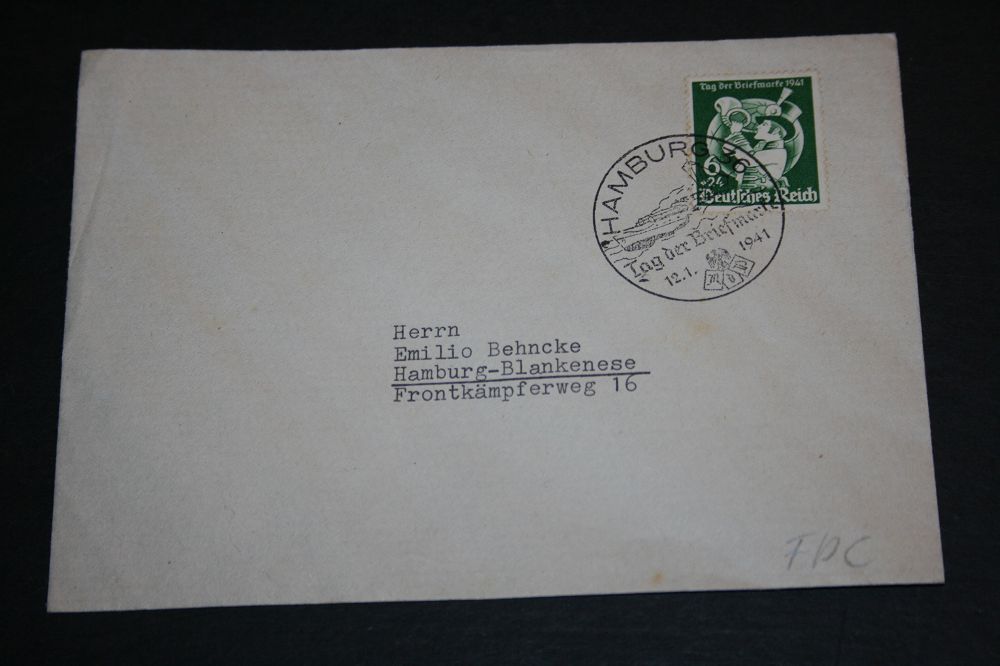 Tag der Briefmarke 1941
6
+24
Deutsches Reich
HAMBURG 36
Tag der Briefmarke
12.1. 1941
Herrn
Emilio Behncke
Hamburg-Blankenese
Frontkämpferweg 16
FDC